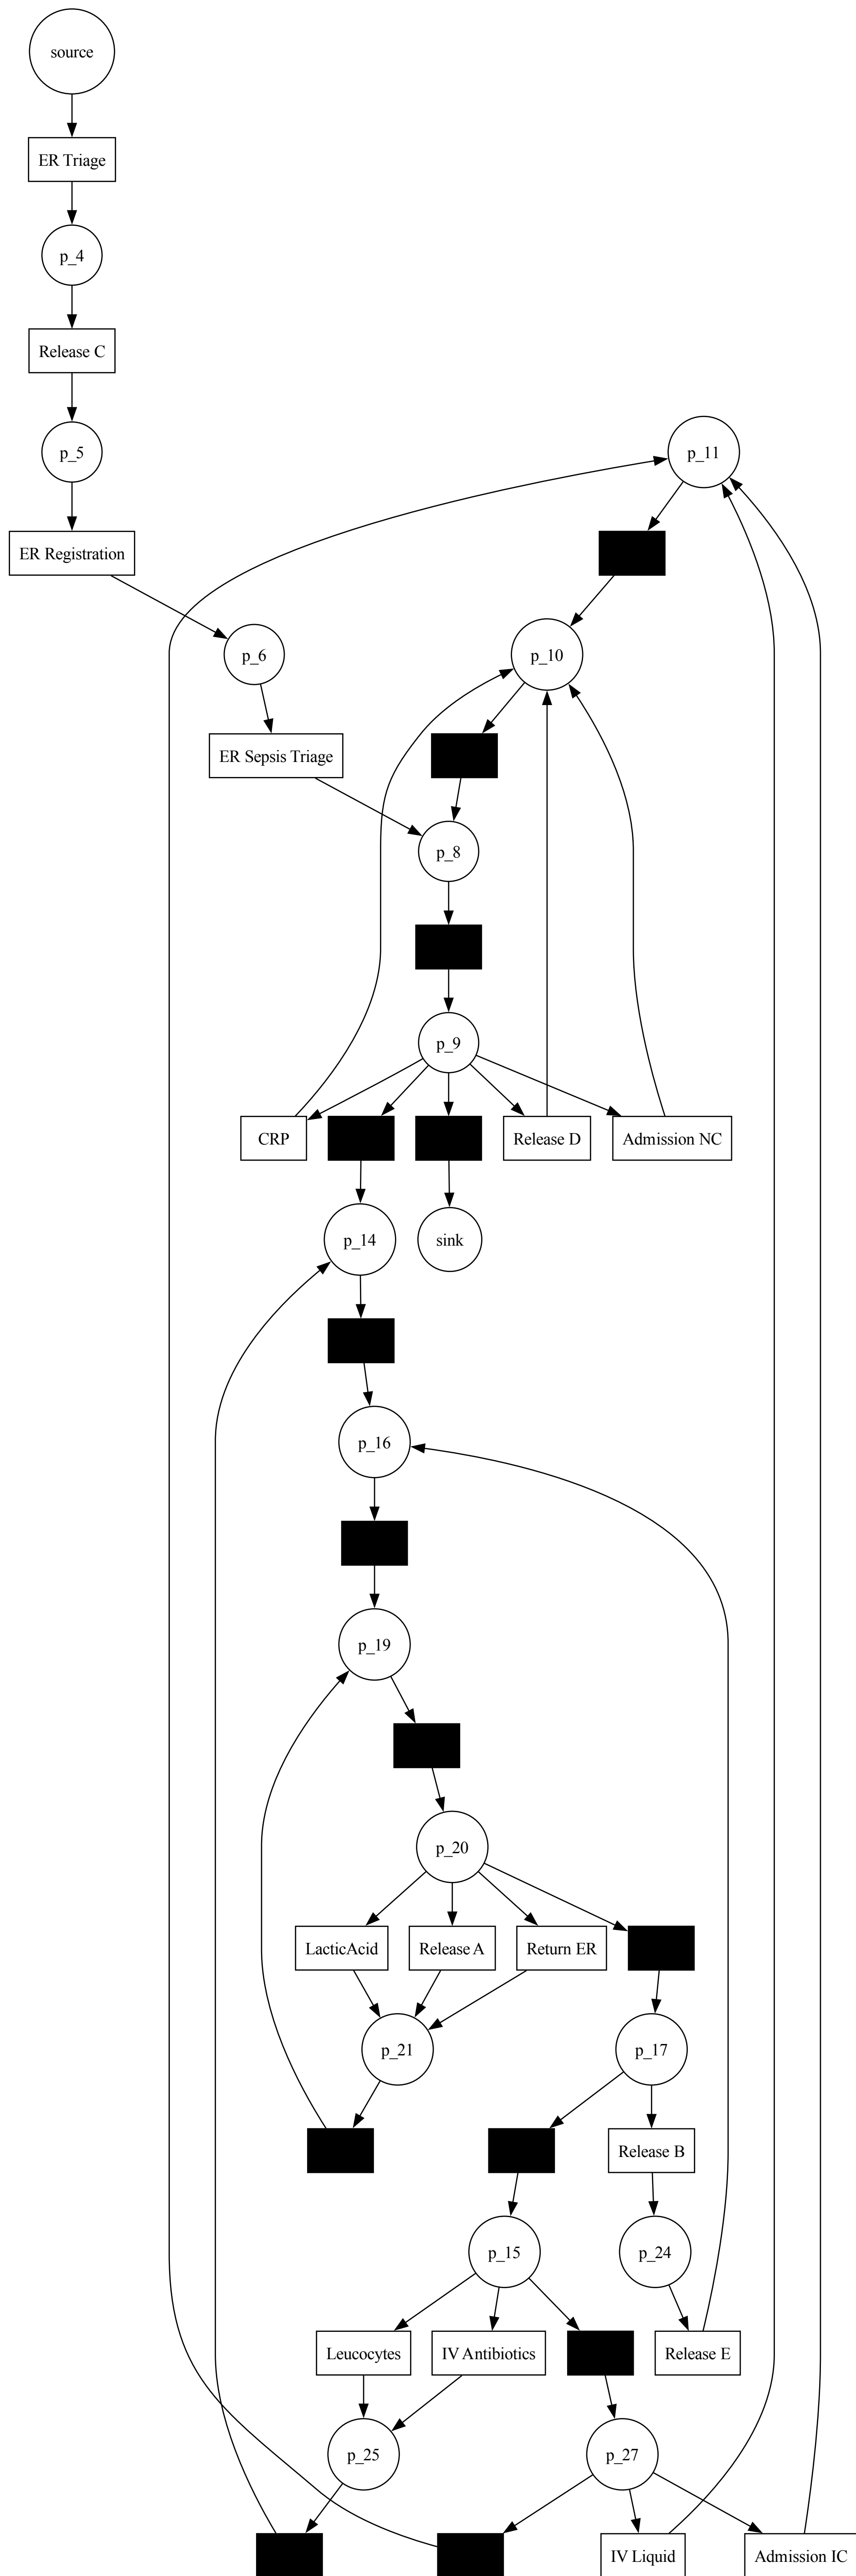 source
ER Triage
p_4
Release C
p_5
p_11
ER Registration
p_6
p_10
ER Sepsis Triage
p_8
p_9
CRP
Release D
Admission NC
p_14
sink
p_16
p_19
p_20
LacticAcid
Release A
Return ER
p_21
p_17
Release B
p_15
p_24
Leucocytes
IV Antibiotics
Release E
p_25
p_27
IV Liquid
Admission IC